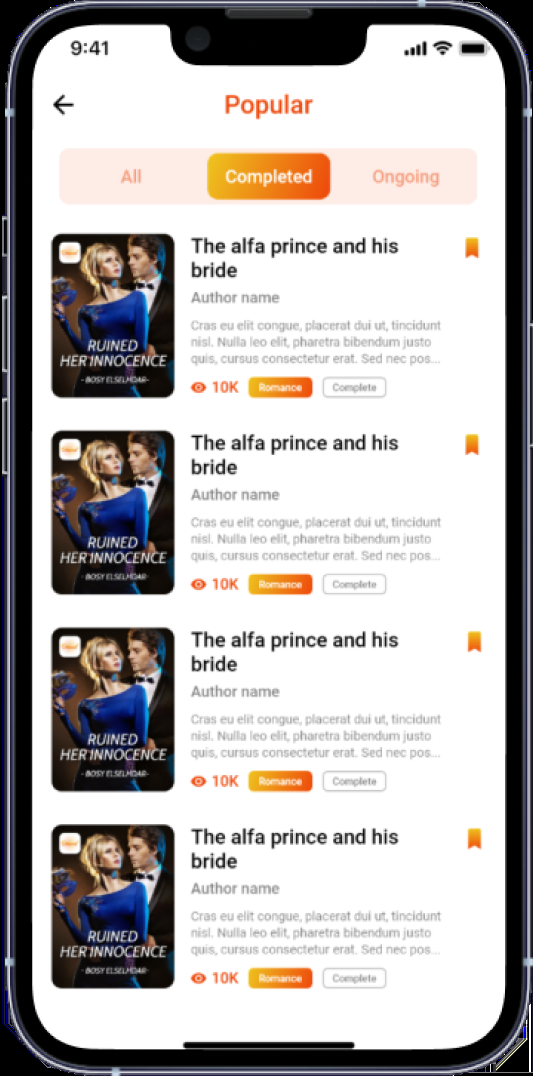 9:41
Popular
All
Completed
Ongoing
RUINED
HER INNOCENCE
- BOSY ELSELHDAR-
The alfa prince and his
bride
Author name
Cras eu elit congue, placerat dui ut, tincidunt
nisl. Nulla leo elit, pharetra bibendum justo
quis, cursus consectetur erat. Sed nec pos...
10K
Romance
Complete
RUINED
HER INNOCENCE
- BOSY ELSELHDAR-
The alfa prince and his
bride
Author name
Cras eu elit congue, placerat dui ut, tincidunt
nisl. Nulla leo elit, pharetra bibendum justo
quis, cursus consectetur erat. Sed nec pos...
10K
Romance
Complete
RUINED
HER INNOCENCE
- BOSY ELSELHDAR-
The alfa prince and his
bride
Author name
Cras eu elit congue, placerat dui ut, tincidunt
nisl. Nulla leo elit, pharetra bibendum justo
quis, cursus consectetur erat. Sed nec pos...
10K
Romance
Complete
RUINED
HER INNOCENCE
- BOSY ELSELHDAR-
The alfa prince and his
bride
Author name
Cras eu elit congue, placerat dui ut, tincidunt
nisl. Nulla leo elit, pharetra bibendum justo
quis, cursus consectetur erat. Sed nec pos...
10K
Romance
Complete